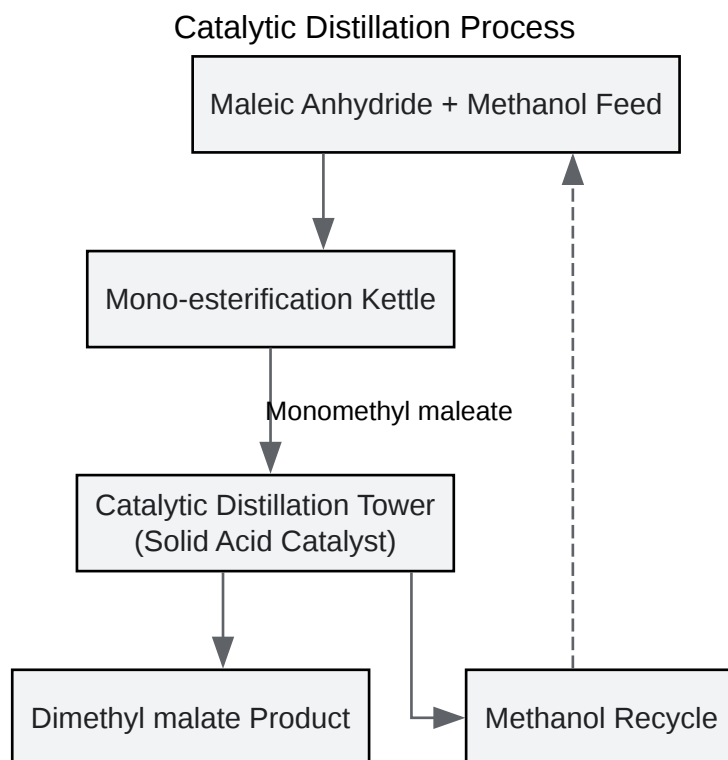 Catalytic Distillation Process
Maleic Anhydride + Methanol Feed
Mono-esterification Kettle
Monomethyl maleate
Catalytic Distillation Tower
(Solid Acid Catalyst)
Dimethyl malate Product
Methanol Recycle